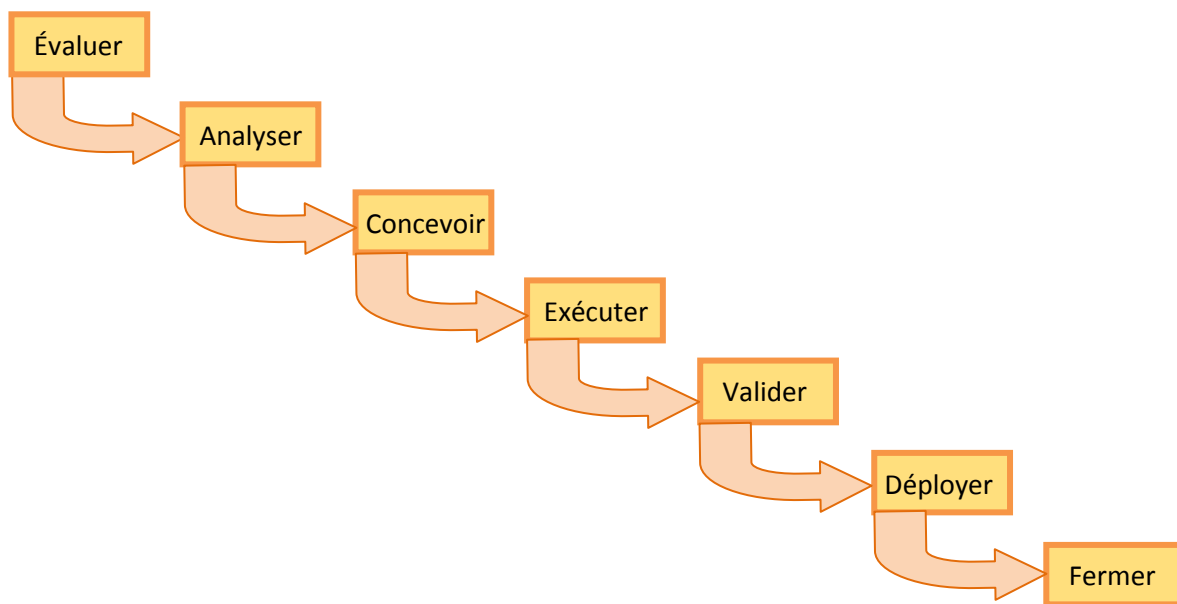 Évaluer
Analyser
Concevoir
Exécuter
Valider
Déployer
Fermer